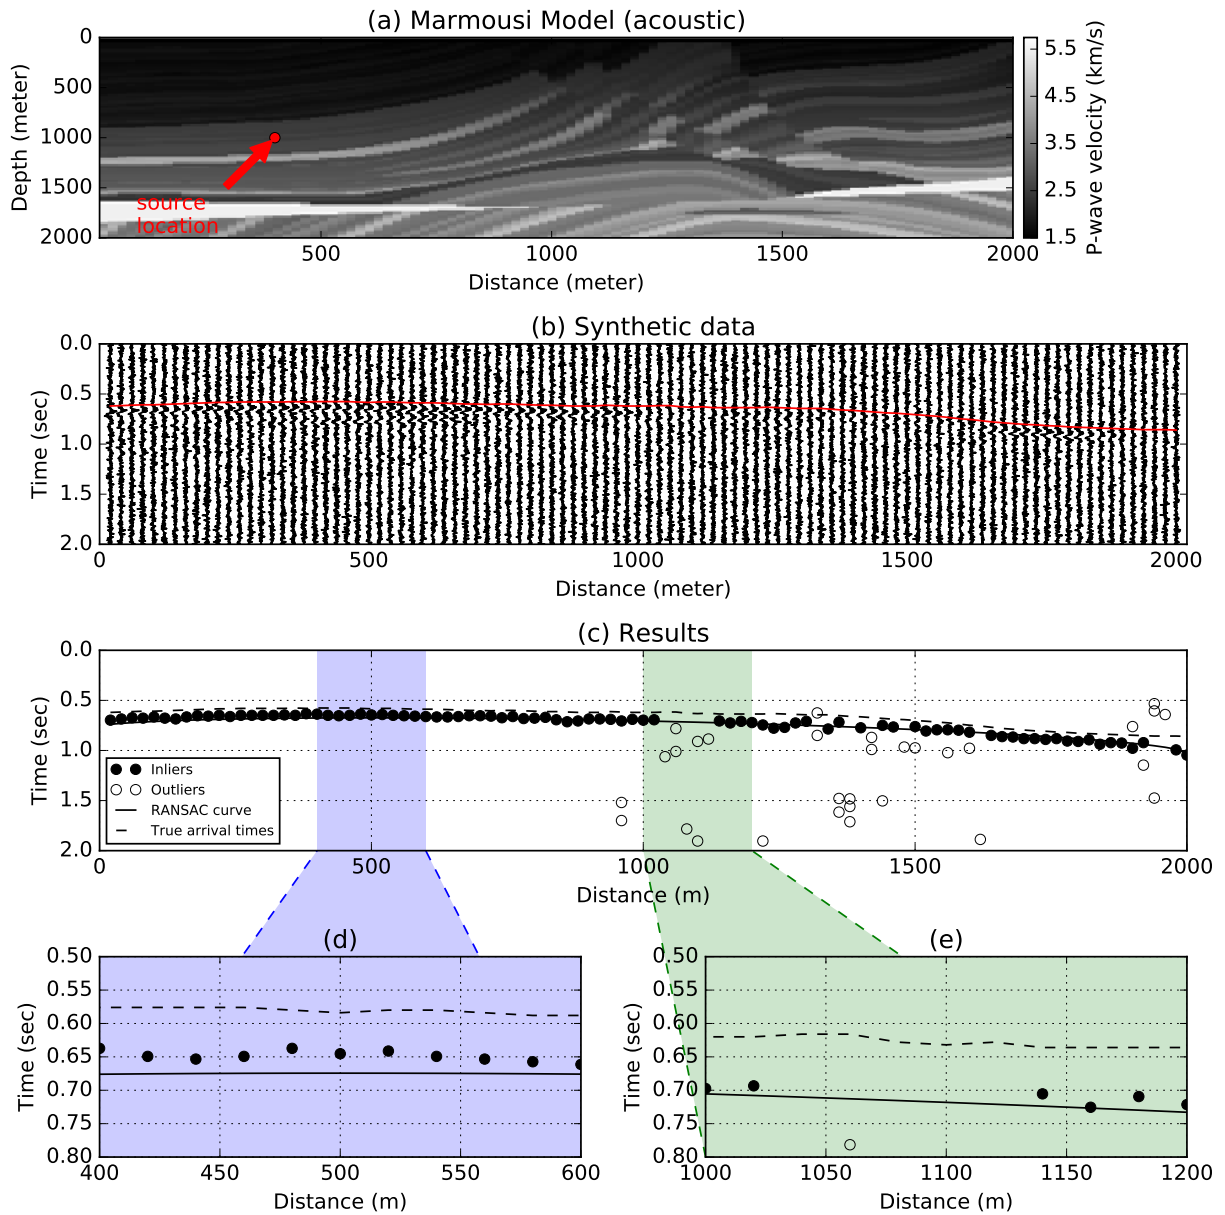 (a) Marmousi Model (acoustic)
0
500
1000
1500
2000
Depth (meter)
source
location
500
1000
1500
2000
Distance (meter)
5.5
4.5
3.5
2.5
1.5
P-wave velocity (km/s)
(b) Synthetic data
0.0
0.5
1.0
1.5
2.0
Time (sec)
0
500
1000
1500
2000
Distance (meter)
(c) Results
0.0
0.5
1.0
1.5
2.0
Time (sec)
Inliers
Outliers
RANSAC curve
True arrival times
0
500
1000
1500
2000
Distance (m)
(d)
0.50
0.55
0.60
0.65
0.70
0.75
0.80
Time (sec)
400
450
500
550
600
Distance (m)
(e)
0.50
0.55
0.60
0.65
0.70
0.75
0.80
Time (sec)
1000
1050
1100
1150
1200
Distance (m)